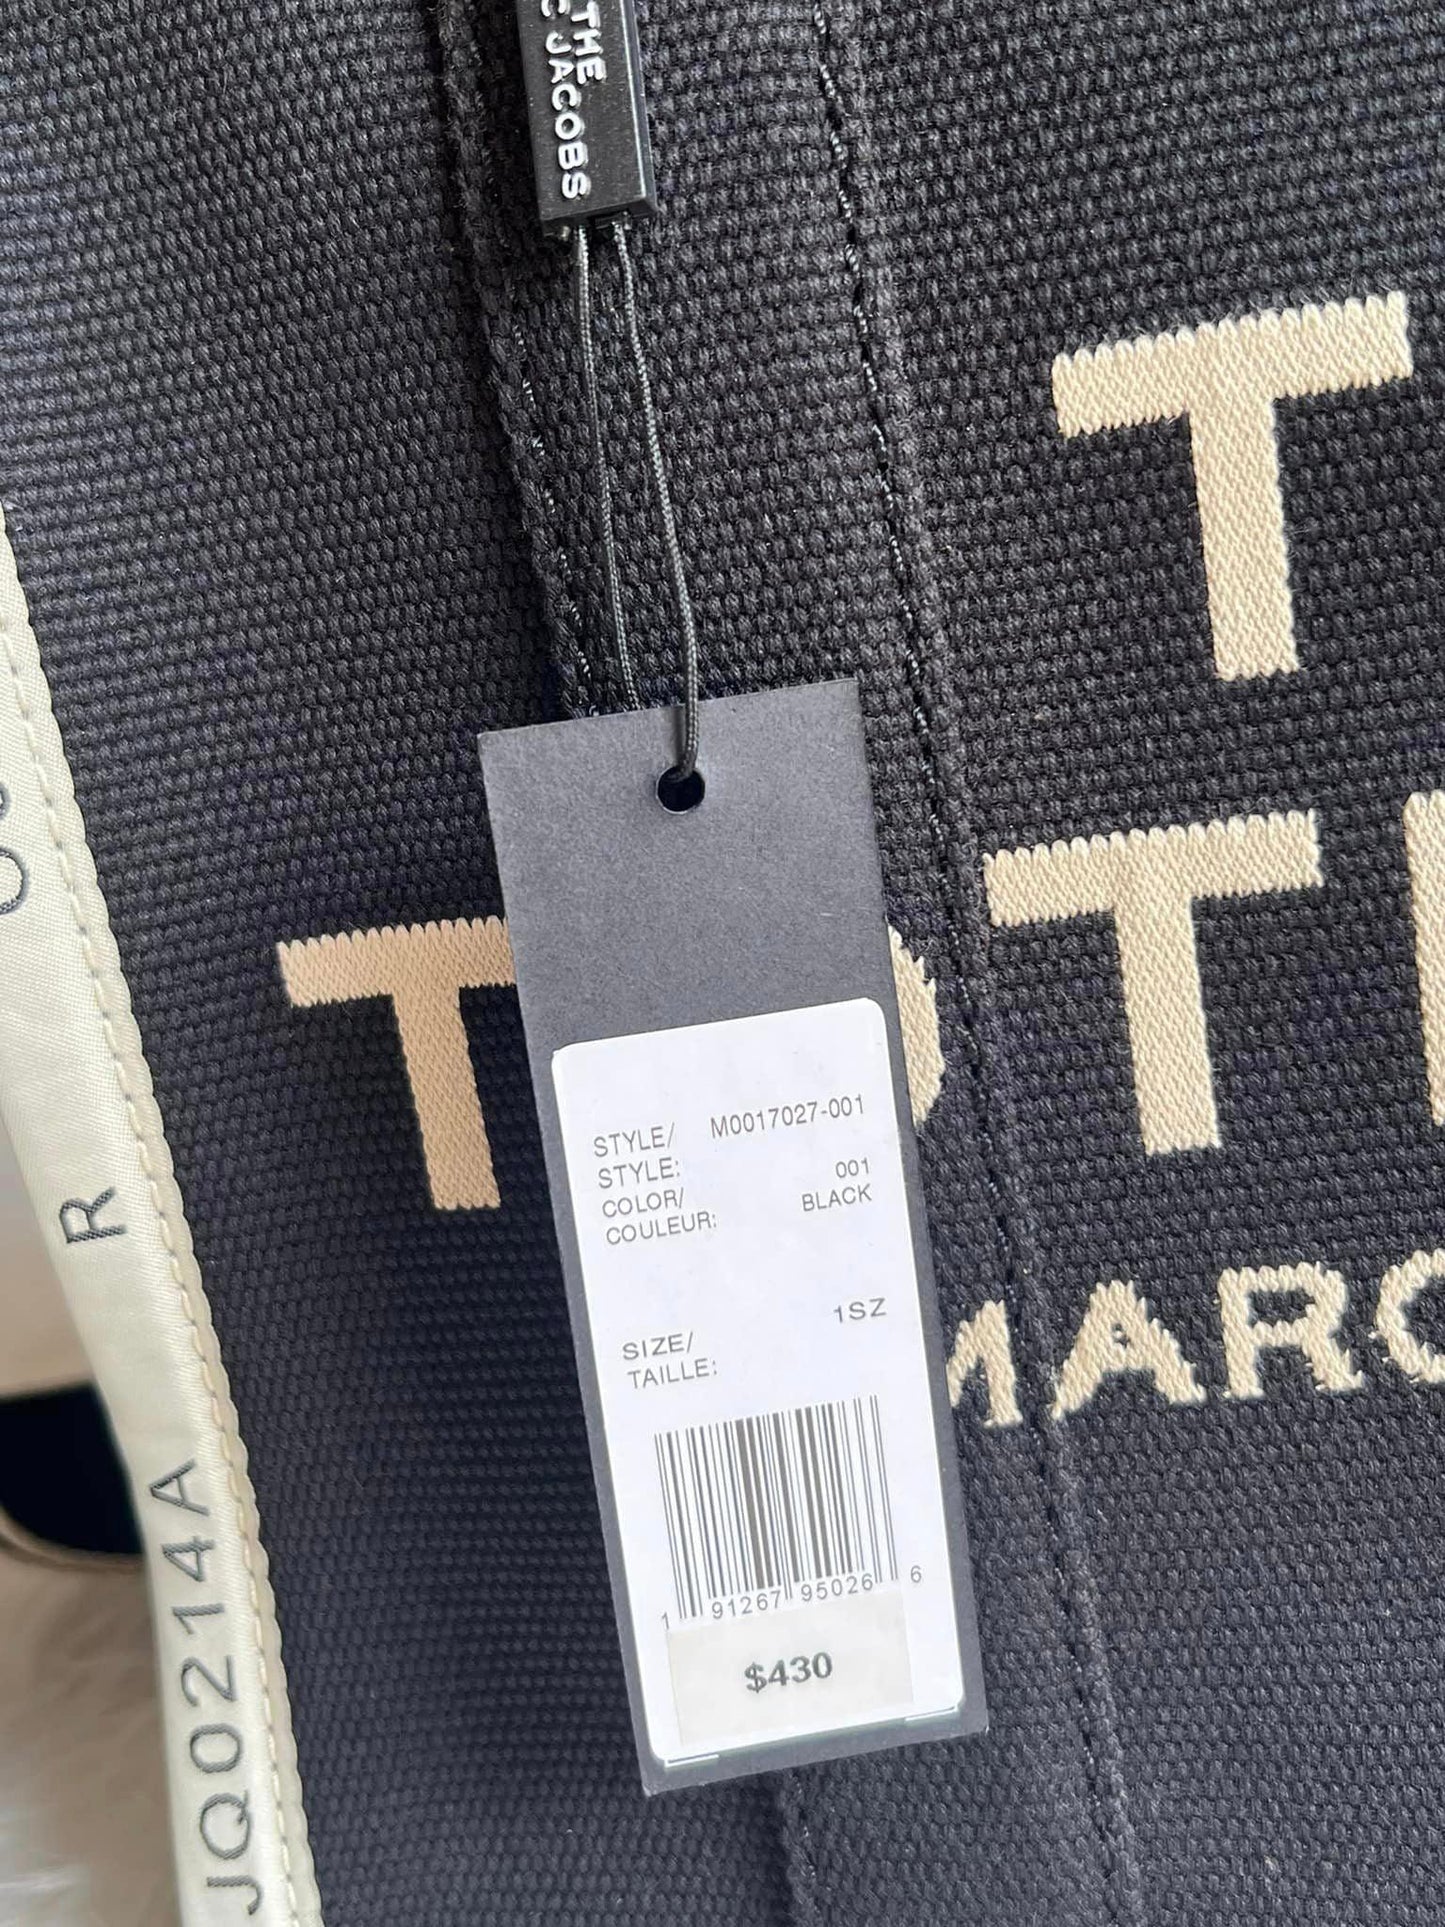 THE
C JACOBS
T
T OT
MARC
R
JQ0214A
STYLE/ M0017027-001
STYLE:
COLOR/ 001
COULEUR: BLACK
SIZE/ 1SZ
TAILLE:
1 91267 95026 6
$430